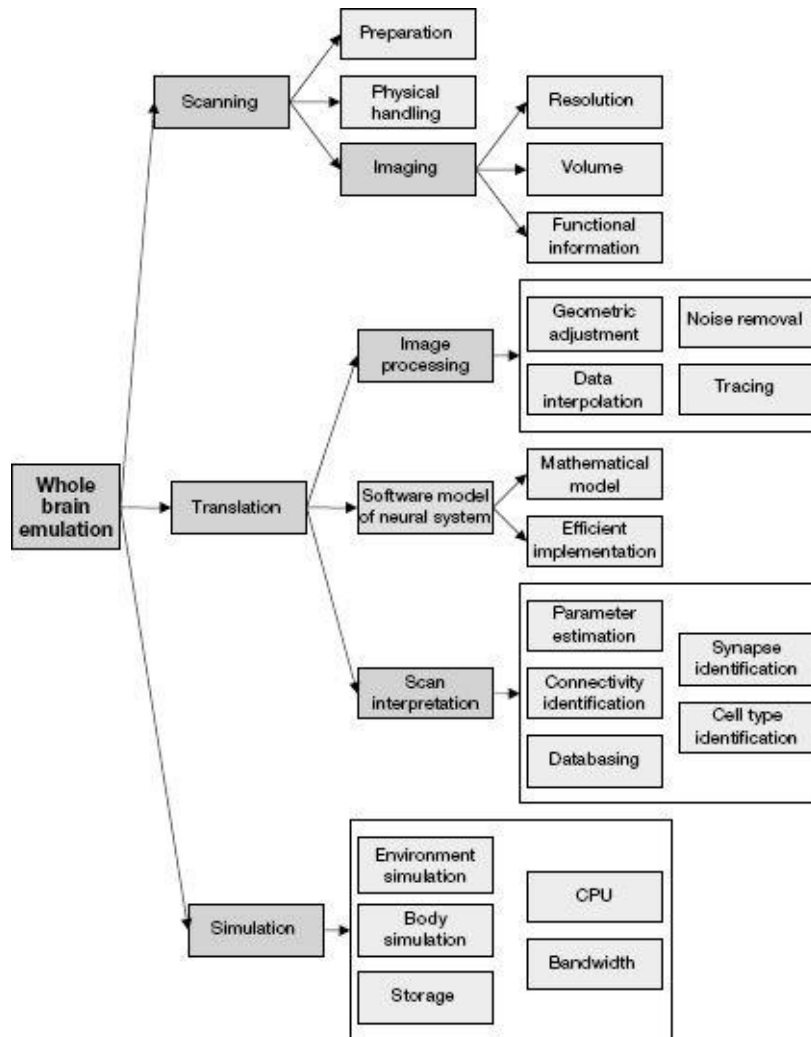 Preparation
Scanning
Physical
handling
Resolution
Imaging
Volume
Functional
information
Geometric
adjustment
Noise removal
Image
processing
Data
interpolation
Tracing
Whole
brain
emulation
Translation
Software model
of neural system
Mathematical
model
Efficient
implementation
Parameter
estimation
Synapse
identification
Scan
interpretation
Connectivity
identification
Cell type
identification
Databasing
Environment
simulation
CPU
Simulation
Body
simulation
Bandwidth
Storage